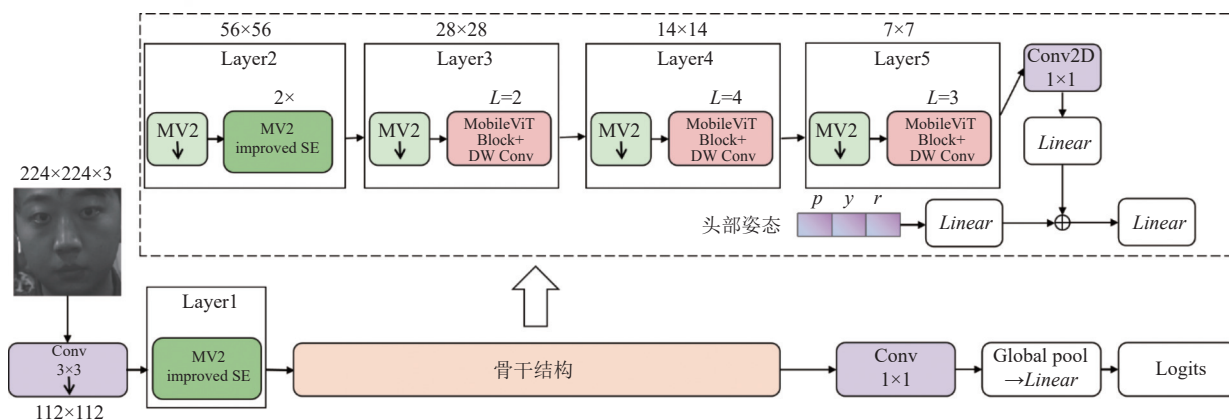 56×56
28×28
14×14
7×7
Layer2
Layer3
Layer4
Layer5
Conv2D
1×1
2×
L=2
L=4
L=3
MV2
MV2
improved SE
MV2
MobileViT
Block+
DW Conv
MV2
MobileViT
Block+
DW Conv
MV2
MobileViT
Block+
DW Conv
Linear
224×224×3
p y r
头部姿态
Linear
Linear
Layer1
Conv
3×3
MV2
improved SE
骨干结构
Conv
1×1
Global pool
→Linear
Logits
112×112